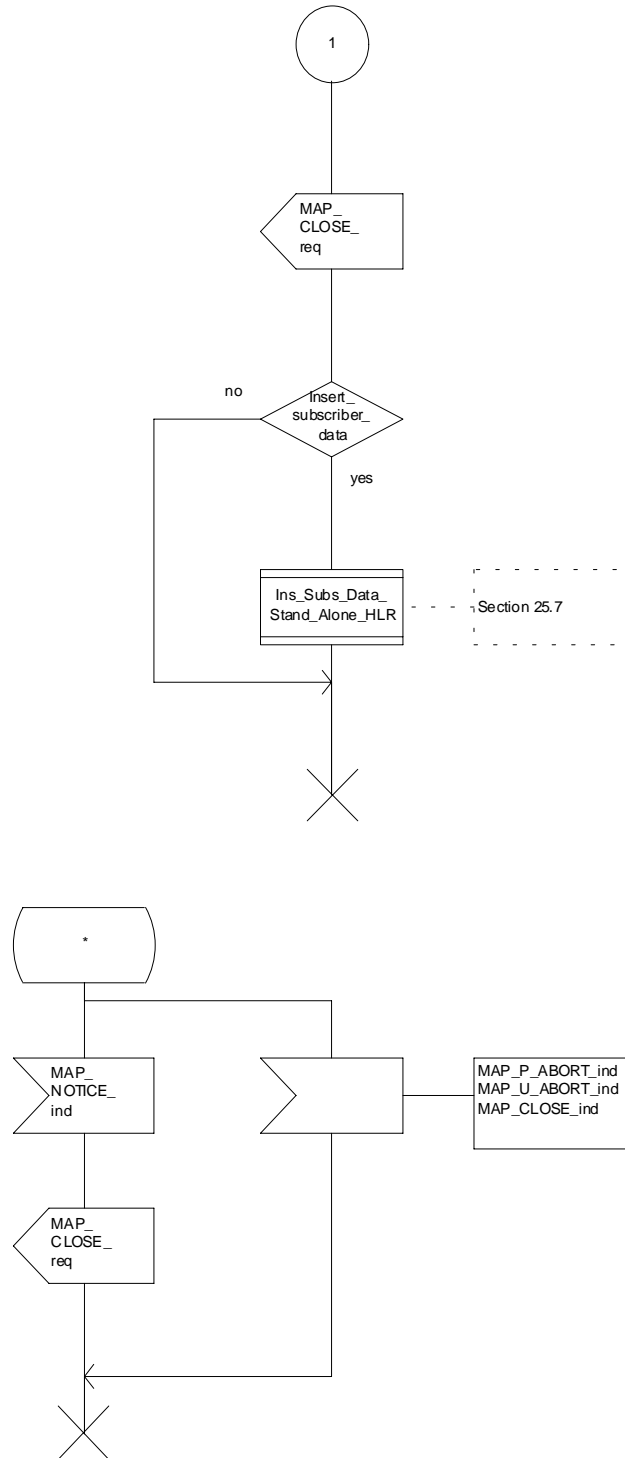 1
MAP_
CLOSE_
req
no
Insert_
subscriber_
data
yes
Ins_Subs_Data_
Stand_Alone_HLR
Section 25.7
*
MAP_
NOTICE_
ind
MAP_P_ABORT_ind
MAP_U_ABORT_ind
MAP_CLOSE_ind
MAP_
CLOSE_
req